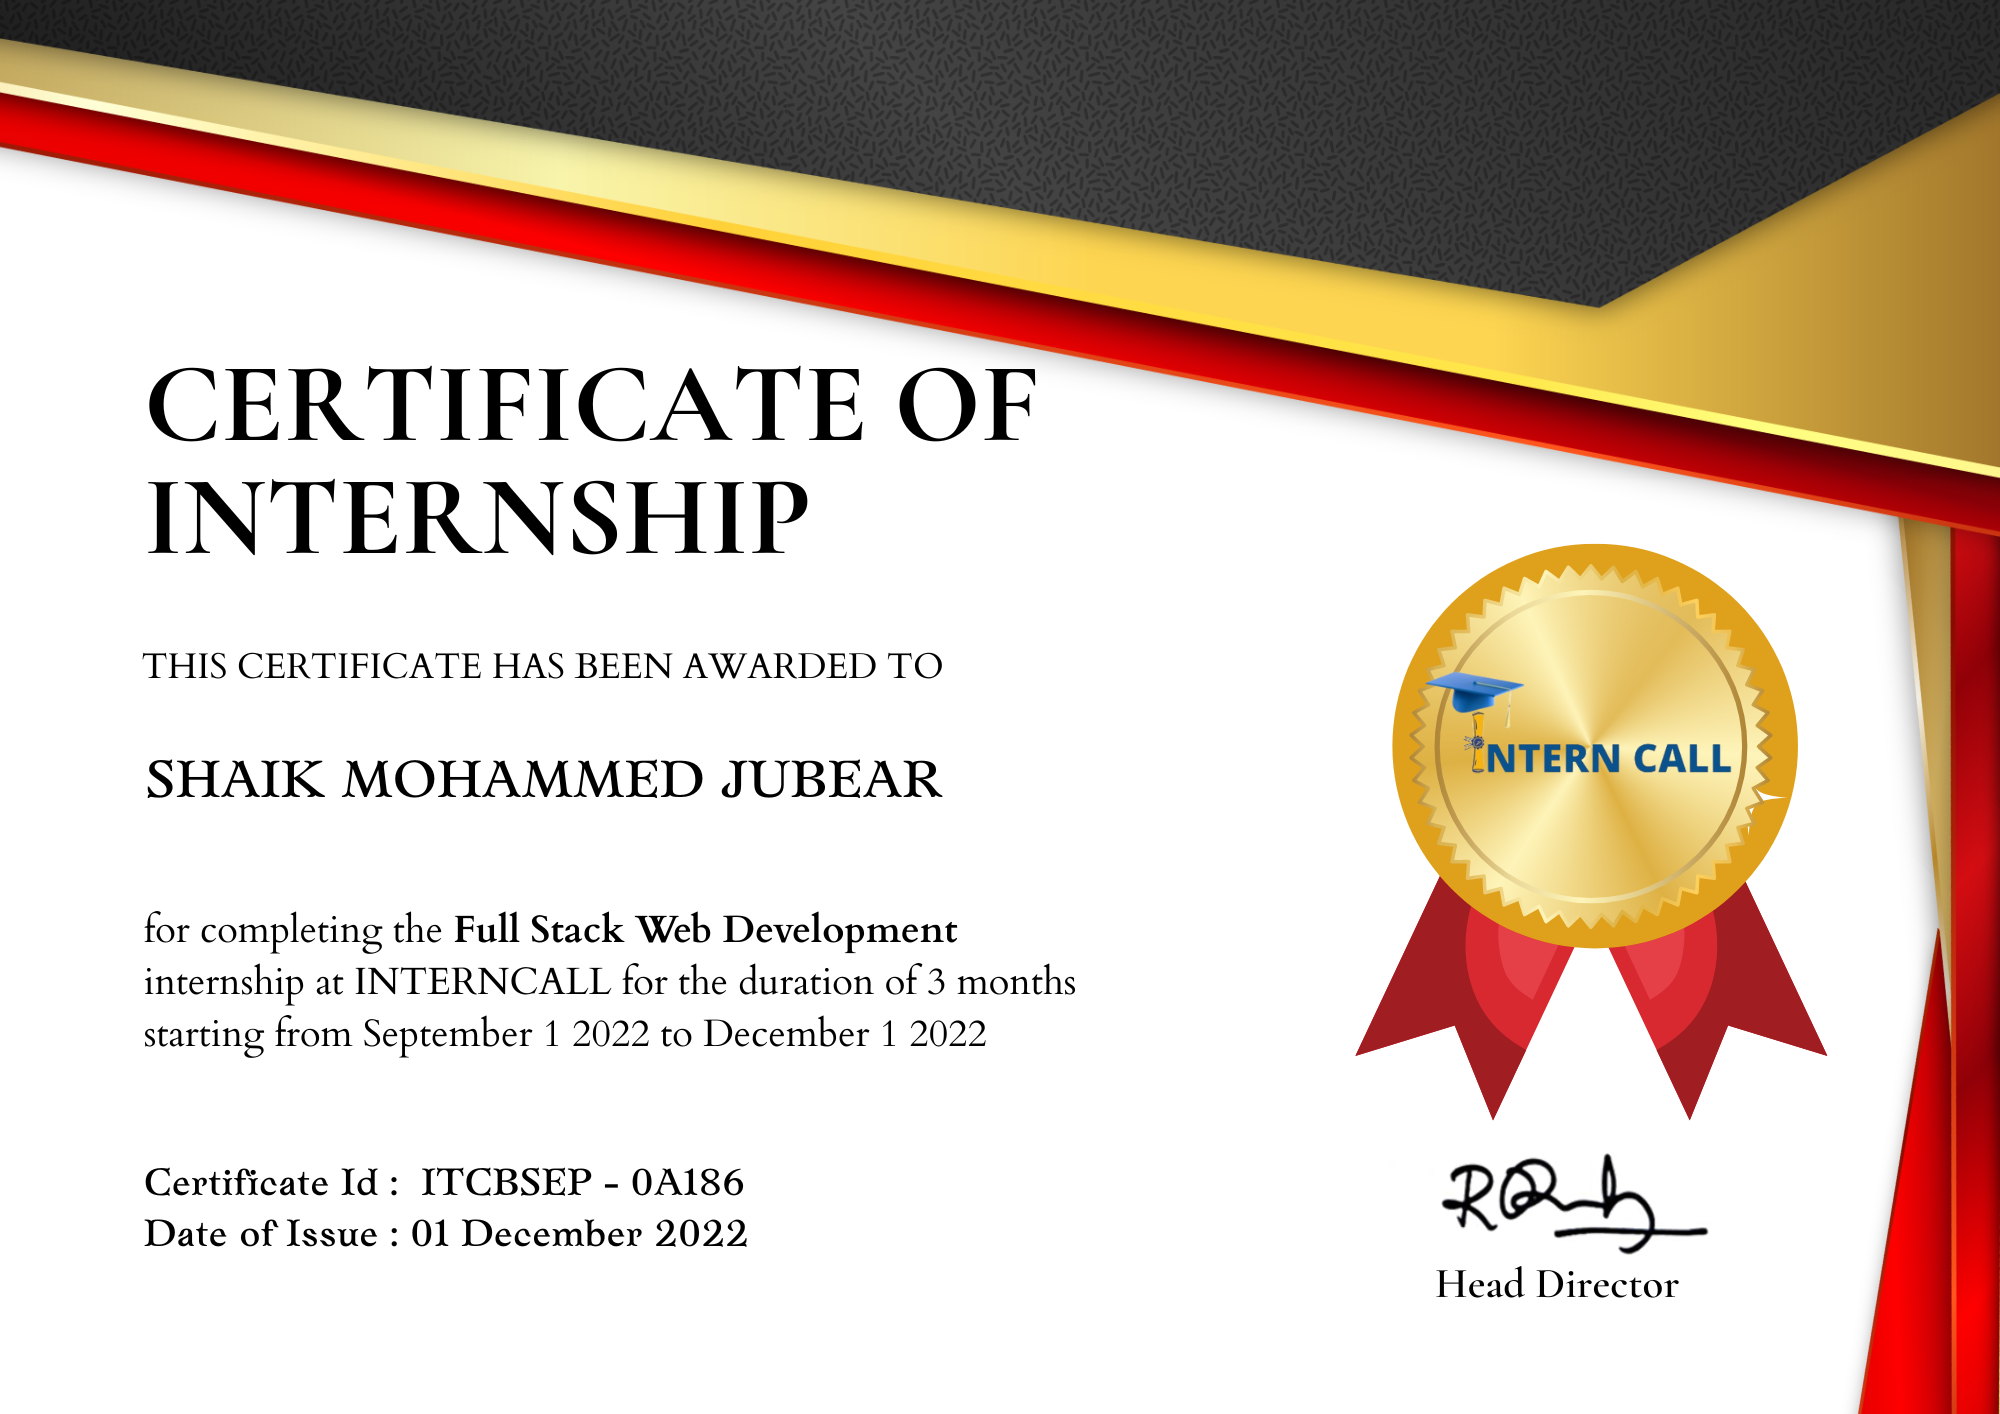 CERTIFICATE OF
INTERNSHIP
THIS CERTIFICATE HAS BEEN AWARDED TO
SHAIK MOHAMMED JUBEAR
for completing the Full Stack Web Development
internship at INTERNCALL for the duration of 3 months
starting from September 1 2022 to December 1 2022
Certificate Id : ITCBSEP - 0A186
Date of Issue : 01 December 2022
INTERN CALL
Head Director